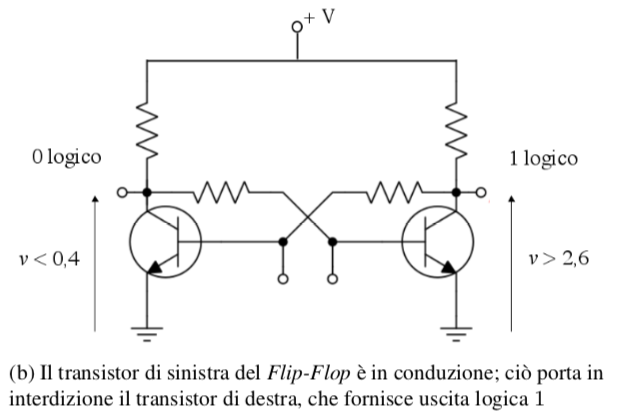 + V
0 logico
1 logico
v < 0,4
v > 2,6
(b) Il transistor di sinistra del Flip-Flop è in conduzione; ciò porta in
interdizione il transistor di destra, che fornisce uscita logica 1